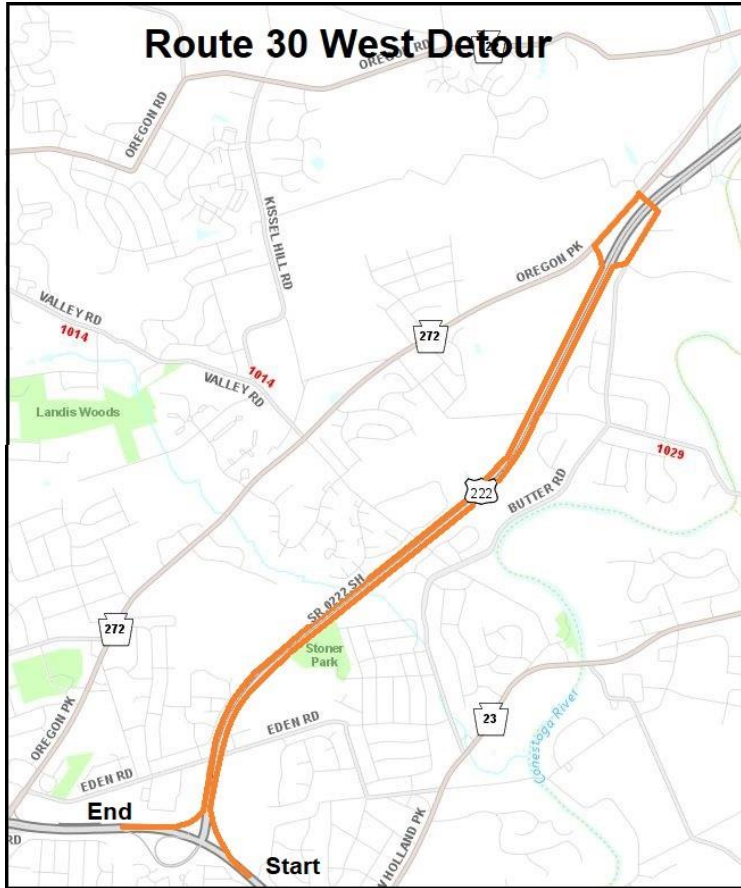 Route 30 West Detour
OREGON RD
OREGON RD
KISSEL HILL RD
OREGON PK
VALLEY RD
1014
272
1014
VALLEY RD
Landis Woods
1029
222
BUTTER RD
SR 0222 SH
272
Stoner
Park
23
Conestoga River
EDEN RD
OREGON PK
EDEN RD
End
RD
Start
HOLLAND PK